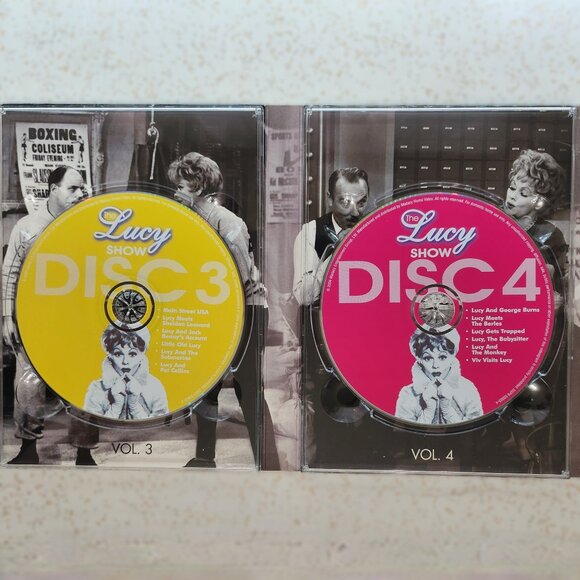 BOXING
COLISEUM
FRIDAY EVENING
The
Lucy
SHOW
DISC 3
Main Street USA
Lucy Meets
Sheldon Leonard
Lucy And Jack
Benny's Account
Little Old Lucy
Lucy And The
Submarine
Lucy And
Pat Collins
VOL. 3
The
Lucy
SHOW
DISC 4
Lucy And George Burns
Lucy Meets
The Berles
Lucy Gets Trapped
Lucy, The Babysitter
Lucy And
The Monkey
Viv Visits Lucy
VOL. 4